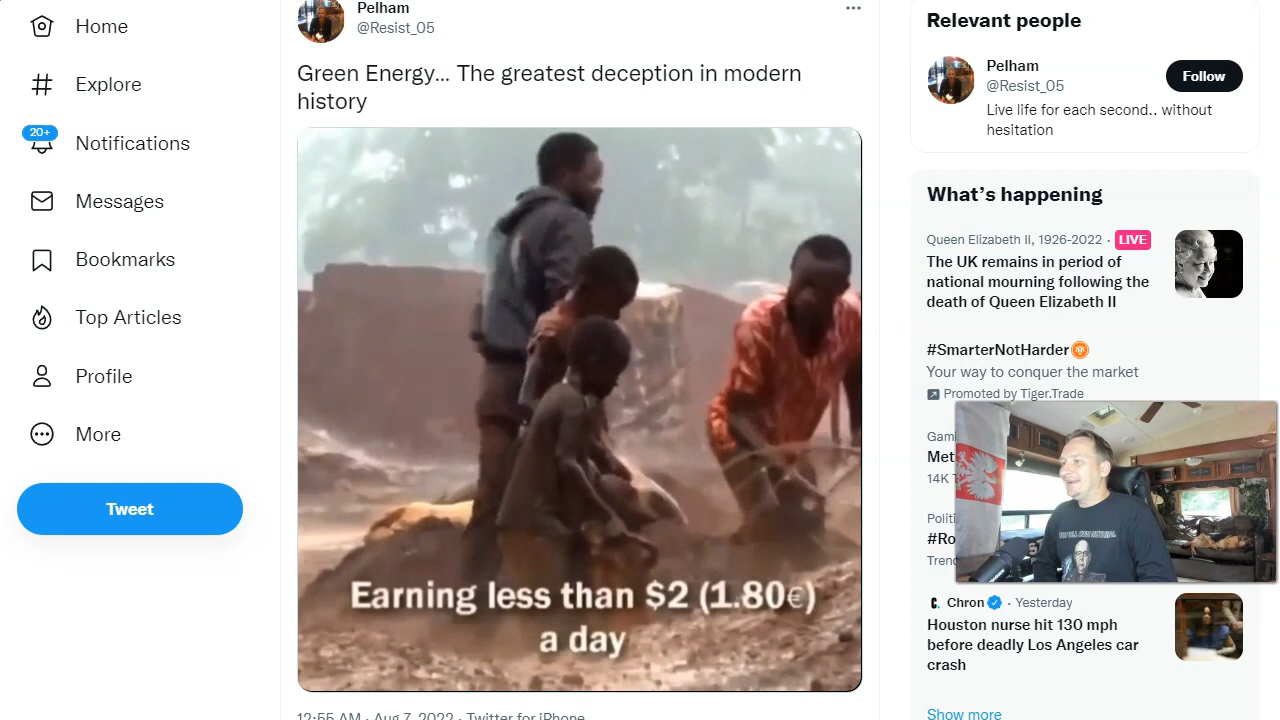 Home
Explore
20+
Notifications
Messages
Bookmarks
Top Articles
Profile
More
Tweet
Pelham
@Resist_05
Green Energy... The greatest deception in modern
history
Earning less than $2 (1.80€)
a day
12:55 AM · Aug 7, 2022 · Twitter for iPhone
Relevant people
Pelham
@Resist_05
Follow
Live life for each second.. without
hesitation
What's happening
Queen Elizabeth II, 1926-2022 · LIVE
The UK remains in period of
national mourning following the
death of Queen Elizabeth II
#SmarterNotHarder
Your way to conquer the market
Promoted by Tiger.Trade
Gami
Met
14K T
Politi
#Ro
Trend
Chron · Yesterday
Houston nurse hit 130 mph
before deadly Los Angeles car
crash
Show more